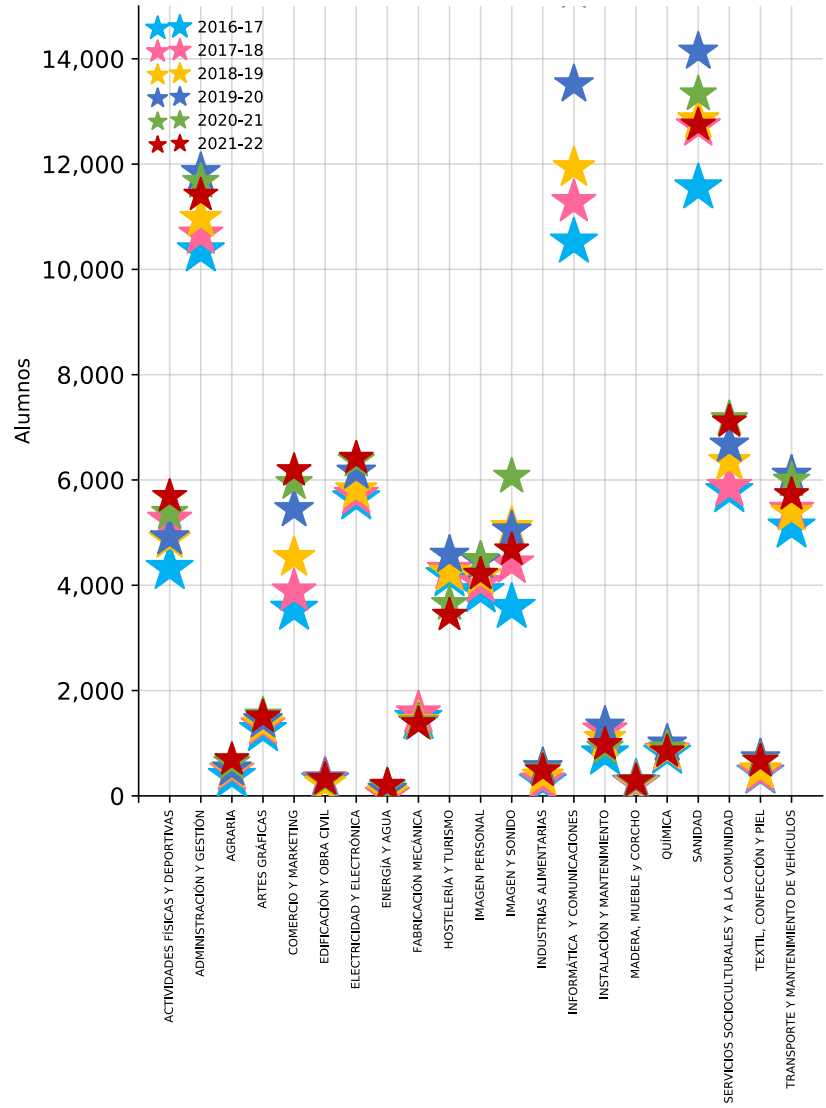 2016-17
2017-18
2018-19
2019-20
2020-21
2021-22
Alumnos
14,000
12,000
10,000
8,000
6,000
4,000
2,000
0
ACTIVIDADES FÍSICAS Y DEPORTIVAS
ADMINISTRACIÓN Y GESTIÓN
AGRARIA
ARTES GRÁFICAS
COMERCIO Y MARKETING
EDIFICACIÓN Y OBRA CIVIL
ELECTRICIDAD Y ELECTRÓNICA
ENERGÍA Y AGUA
FABRICACIÓN MECÁNICA
HOSTELERÍA Y TURISMO
IMAGEN PERSONAL
IMAGEN Y SONIDO
INDUSTRIAS ALIMENTARIAS
INFORMÁTICA Y COMUNICACIONES
INSTALACIÓN Y MANTENIMIENTO
MADERA, MUEBLE y CORCHO
QUÍMICA
SANIDAD
SERVICIOS SOCIOCULTURALES Y A LA COMUNIDAD
TEXTIL, CONFECCIÓN Y PIEL
TRANSPORTE Y MANTENIMIENTO DE VEHÍCULOS